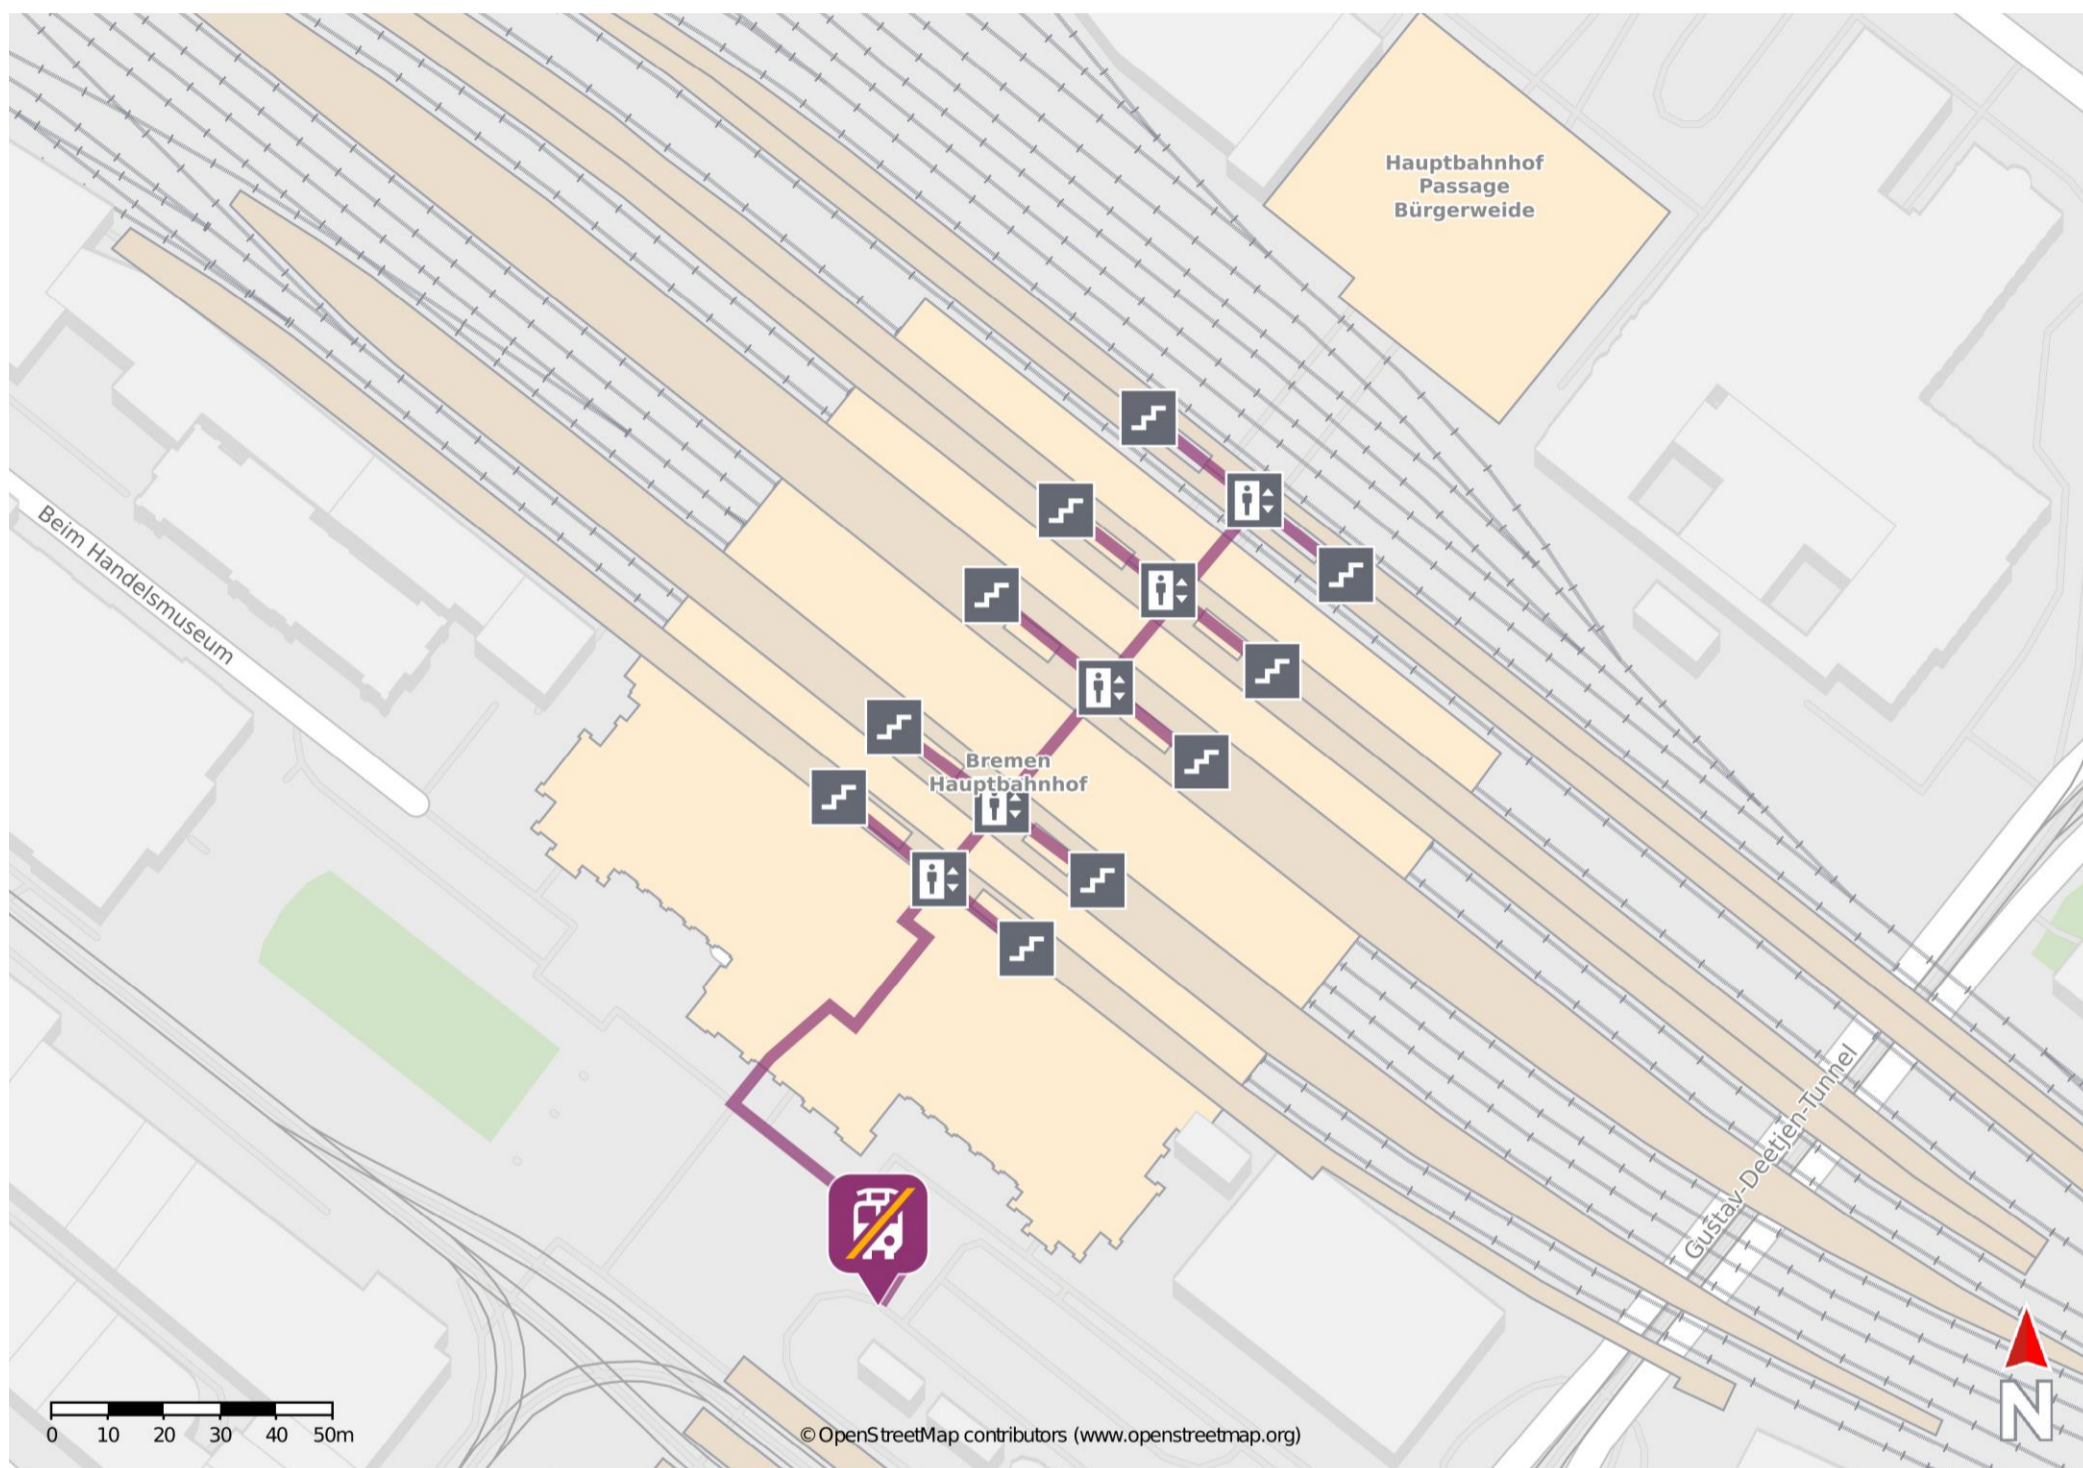 Hauptbahnhof
Passage
Bürgerweide
Beim Handelsmuseum
Bremen
Hauptbahnhof
Gustav-Deetjen-Tunnel
N
0 10 20 30 40 50m
© OpenStreetMap contributors (www.openstreetmap.org)